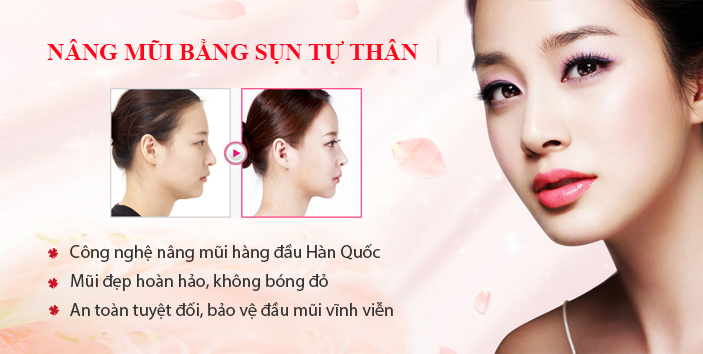 NÂNG MŨI BẰNG SỤN TỰ THÂN
Công nghệ nâng mũi hàng đầu Hàn Quốc
Mũi đẹp hoàn hảo, không bóng đỏ
An toàn tuyệt đối, bảo vệ đầu mũi vĩnh viễn